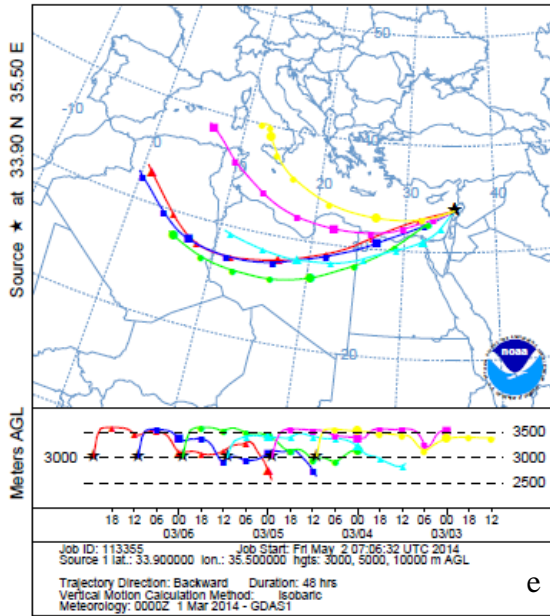 Source ★ at 33.90 N 35.50 E
-10
0
10
20
30
40
50
40
30
20
noaa
Meters AGL
3500
3000
3000
2500
18 12 06 00 18 12 06 00 18 12 06 00 18 12 06 00 12
03/06 03/05 03/04 03/03
Job ID: 113355 Job Start: Fri May 2 07:06:32 UTC 2014
Source 1 lat.: 33.900000 lon.: 35.500000 hgts: 3000, 5000, 10000 m AGL
Trajectory Direction: Backward Duration: 48 hrs
Vertical Motion Calculation Method: Isobaric
Meteorology: 0000Z 1 Mar 2014 - GDAS1
e